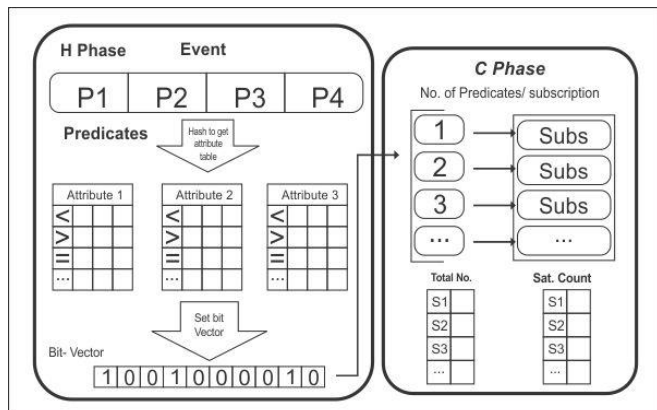 H Phase Event
P1 P2 P3 P4
Predicates
Hash to get
attribute
table
Attribute 1 Attribute 2 Attribute 3
< < <
> > >
= = =
... ... ...
Set bit
Vector
Bit- Vector
1 0 0 1 0 0 0 0 1 0
C Phase
No. of Predicates/ subscription
1 Subs
2 Subs
3 Subs
... ...
Total No. Sat. Count
S1 S1
S2 S2
S3 S3
... ...